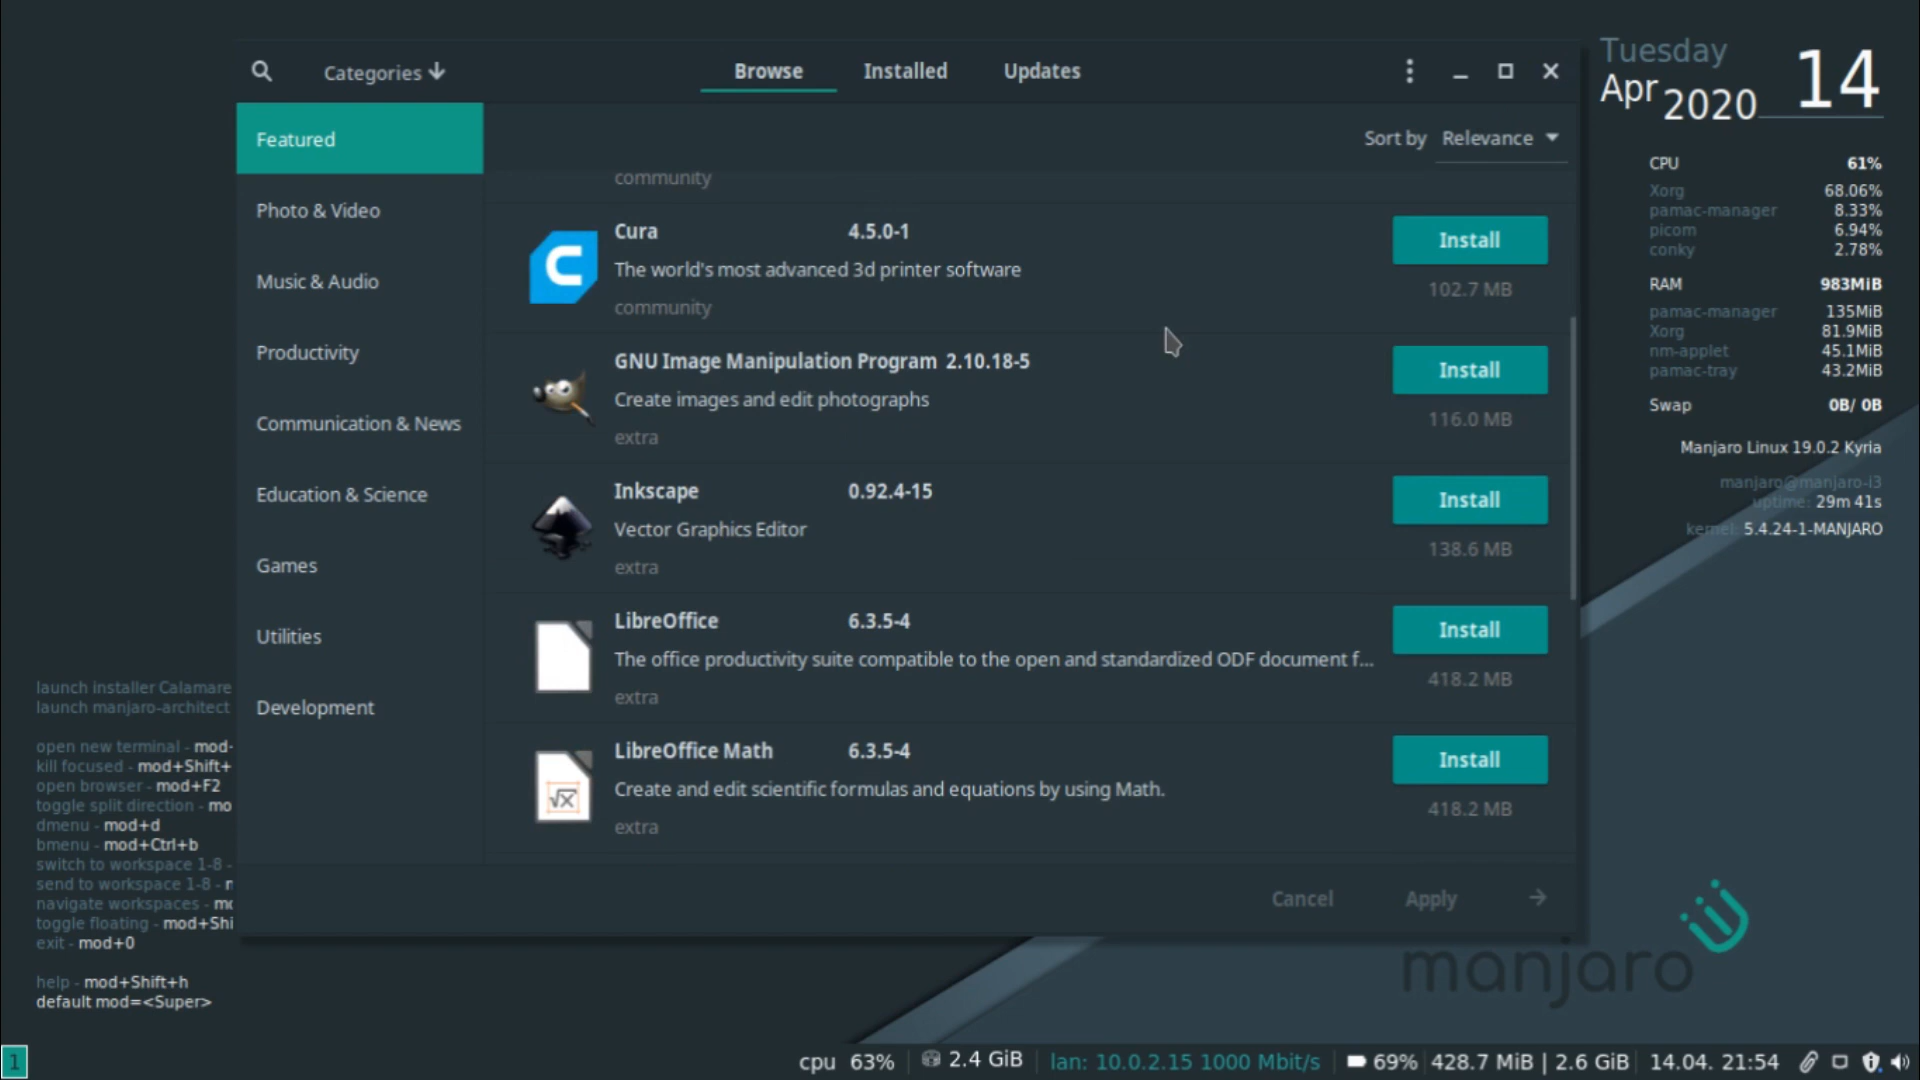 Categories
Browse
Installed
Updates
Featured
Photo & Video
Music & Audio
Productivity
Communication & News
Education & Science
Games
Utilities
Development
Sort by Relevance
community
Cura 4.5.0-1
The world's most advanced 3d printer software
community
Install
102.7 MB
GNU Image Manipulation Program 2.10.18-5
Create images and edit photographs
extra
Install
116.0 MB
Inkscape 0.92.4-15
Vector Graphics Editor
extra
Install
138.6 MB
LibreOffice 6.3.5-4
The office productivity suite compatible to the open and standardized ODF document f...
extra
Install
418.2 MB
LibreOffice Math 6.3.5-4
Create and edit scientific formulas and equations by using Math.
extra
Install
418.2 MB
Cancel
Apply
Tuesday
Apr 2020 14
CPU 61%
Xorg 68.06%
pamac-manager 8.33%
picom 6.94%
conky 2.78%
RAM 983MiB
pamac-manager 135MiB
Xorg 81.9MiB
nm-applet 45.1MiB
pamac-tray 43.2MiB
Swap 0B/ 0B
Manjaro Linux 19.0.2 Kyria
manjaro@manjaro-i3
uptime: 29m 41s
kernel: 5.4.24-1-MANJARO
launch installer Calamare
launch manjaro-architect
open new terminal - mod-
kill focused - mod+Shift+
open browser - mod+F2
toggle split direction - mo
dmenu - mod+d
bmenu - mod+Ctrl+b
switch to workspace 1-8 -
send to workspace 1-8 - n
navigate workspaces - mo
toggle floating - mod+Shi
exit - mod+0
help - mod+Shift+h
default mod=<Super>
manjaro
1
cpu 63% 2.4 GiB lan: 10.0.2.15 1000 Mbit/s 69% 428.7 MiB | 2.6 GiB 14.04. 21:54